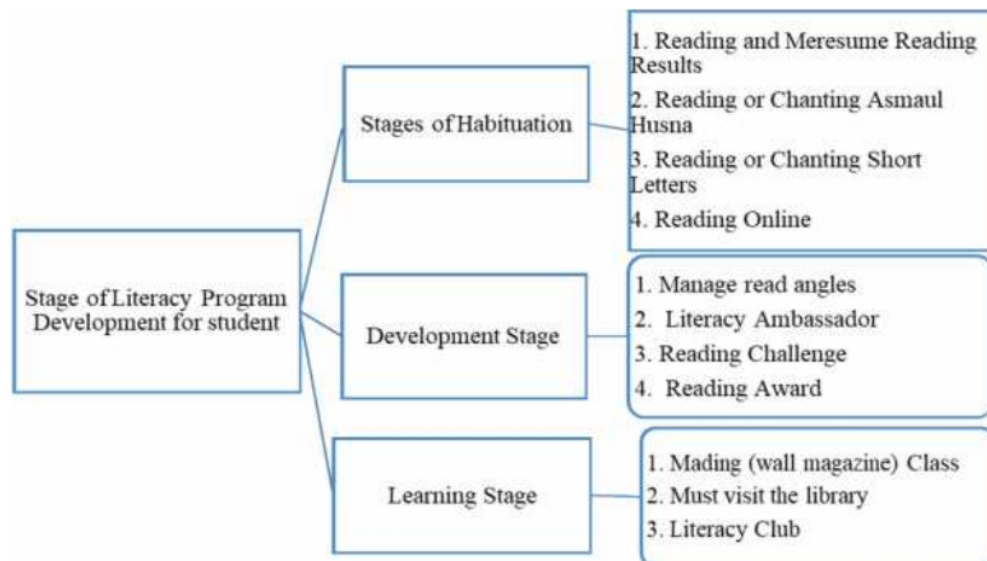 Stage of Literacy Program
Development for student
Stages of Habituation
1. Reading and Meresume Reading
Results
2. Reading or Chanting Asmaul
Husna
3. Reading or Chanting Short
Letters
4. Reading Online
Development Stage
1. Manage read angles
2. Literacy Ambassador
3. Reading Challenge
4. Reading Award
Learning Stage
1. Mading (wall magazine) Class
2. Must visit the library
3. Literacy Club